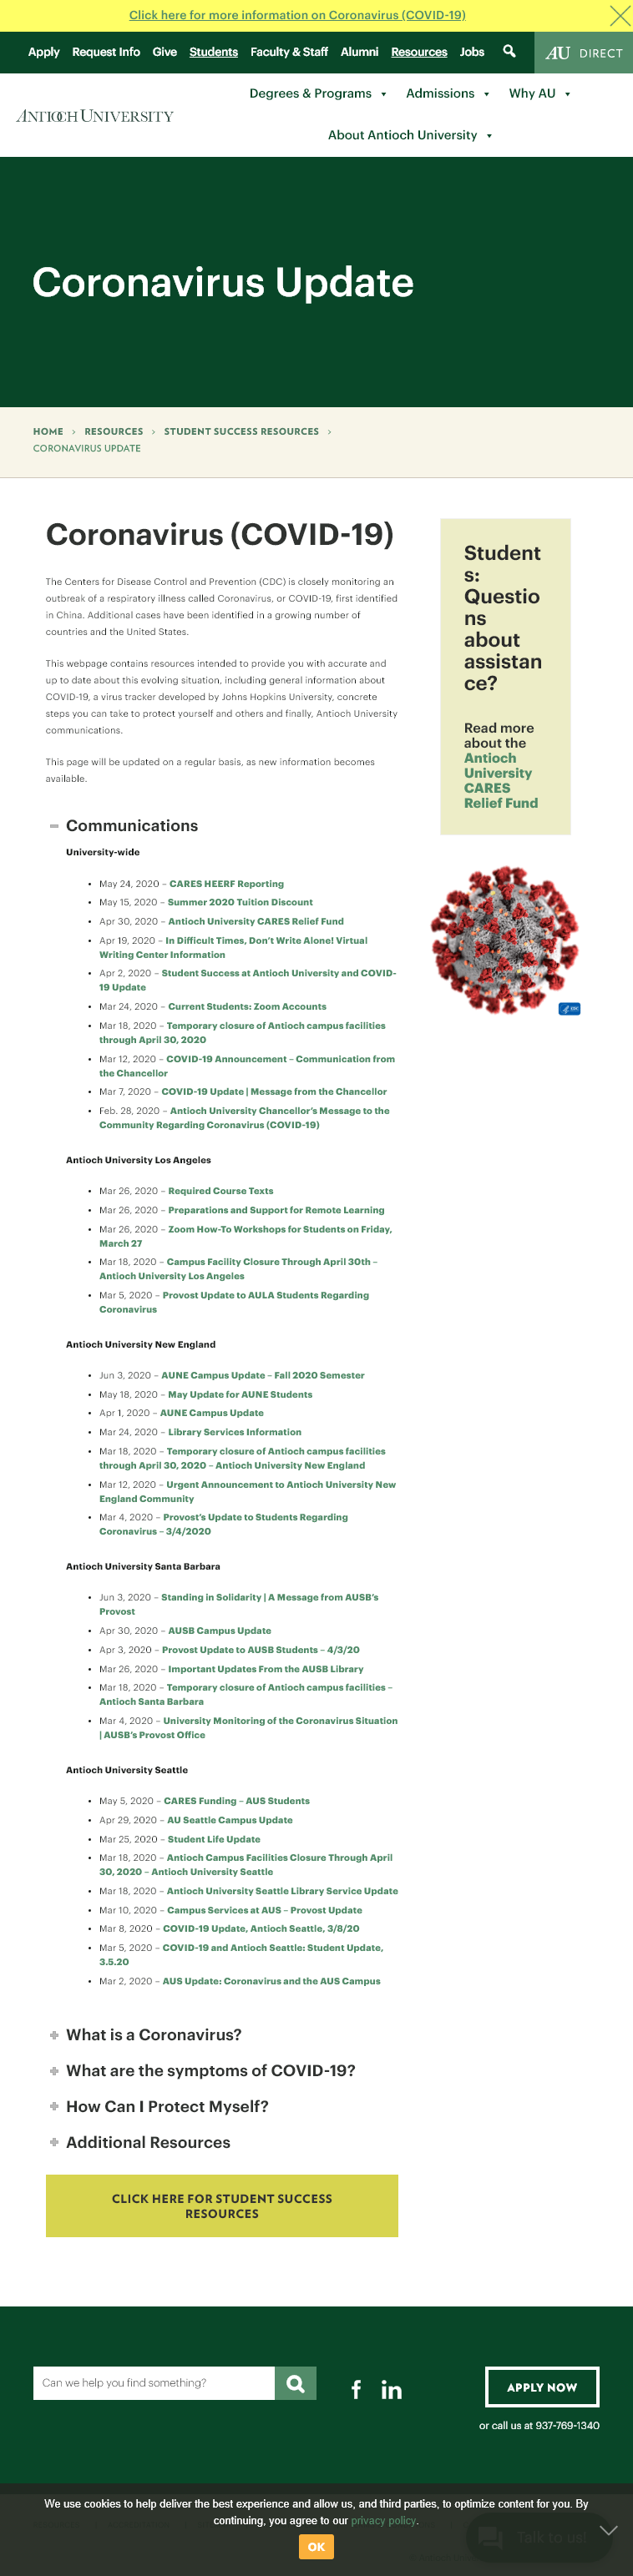 Click here for more information on Coronavirus (COVID-19)
Apply Request Info Give Students Faculty & Staff Alumni Resources Jobs AU DIRECT
Degrees & Programs Admissions Why AU
ANTIOCH UNIVERSITY
About Antioch University
Coronavirus Update
HOME > RESOURCES > STUDENT SUCCESS RESOURCES >
CORONAVIRUS UPDATE
Coronavirus (COVID-19)
The Centers for Disease Control and Prevention (CDC) is closely monitoring an
outbreak of a respiratory illness called Coronavirus, or COVID-19, first identified
in China. Additional cases have been identified in a growing number of
countries and the United States.
This webpage contains resources intended to provide you with accurate and
up to date about this evolving situation, including general information about
COVID-19, a virus tracker developed by Johns Hopkins University, concrete
steps you can take to protect yourself and others and finally, Antioch University
communications.
This page will be updated on a regular basis, as new information becomes
available.
Communications
University-wide
• May 24, 2020 – CARES HEERF Reporting
• May 15, 2020 – Summer 2020 Tuition Discount
• Apr 30, 2020 – Antioch University CARES Relief Fund
• Apr 19, 2020 – In Difficult Times, Don't Write Alone! Virtual
Writing Center Information
• Apr 2, 2020 – Student Success at Antioch University and COVID-
19 Update
• Mar 24, 2020 – Current Students: Zoom Accounts
• Mar 18, 2020 – Temporary closure of Antioch campus facilities
through April 30, 2020
• Mar 12, 2020 – COVID-19 Announcement – Communication from
the Chancellor
• Mar 7, 2020 – COVID-19 Update | Message from the Chancellor
• Feb. 28, 2020 – Antioch University Chancellor's Message to the
Community Regarding Coronavirus (COVID-19)
Antioch University Los Angeles
• Mar 26, 2020 – Required Course Texts
• Mar 26, 2020 – Preparations and Support for Remote Learning
• Mar 26, 2020 – Zoom How-To Workshops for Students on Friday,
March 27
• Mar 18, 2020 – Campus Facility Closure Through April 30th –
Antioch University Los Angeles
• Mar 5, 2020 – Provost Update to AULA Students Regarding
Coronavirus
Antioch University New England
• Jun 3, 2020 – AUNE Campus Update – Fall 2020 Semester
• May 18, 2020 – May Update for AUNE Students
• Apr 1, 2020 – AUNE Campus Update
• Mar 24, 2020 – Library Services Information
• Mar 18, 2020 – Temporary closure of Antioch campus facilities
through April 30, 2020 – Antioch University New England
• Mar 12, 2020 – Urgent Announcement to Antioch University New
England Community
• Mar 4, 2020 – Provost's Update to Students Regarding
Coronavirus – 3/4/2020
Antioch University Santa Barbara
• Jun 3, 2020 – Standing in Solidarity | A Message from AUSB's
Provost
• Apr 30, 2020 – AUSB Campus Update
• Apr 3, 2020 – Provost Update to AUSB Students – 4/3/20
• Mar 26, 2020 – Important Updates From the AUSB Library
• Mar 18, 2020 – Temporary closure of Antioch campus facilities –
Antioch Santa Barbara
• Mar 4, 2020 – University Monitoring of the Coronavirus Situation
| AUSB's Provost Office
Antioch University Seattle
• May 5, 2020 – CARES Funding – AUS Students
• Apr 29, 2020 – AU Seattle Campus Update
• Mar 25, 2020 – Student Life Update
• Mar 18, 2020 – Antioch Campus Facilities Closure Through April
30, 2020 – Antioch University Seattle
• Mar 18, 2020 – Antioch University Seattle Library Service Update
• Mar 10, 2020 – Campus Services at AUS – Provost Update
• Mar 8, 2020 – COVID-19 Update, Antioch Seattle, 3/8/20
• Mar 5, 2020 – COVID-19 and Antioch Seattle: Student Update,
3.5.20
• Mar 2, 2020 – AUS Update: Coronavirus and the AUS Campus
What is a Coronavirus?
What are the symptoms of COVID-19?
How Can I Protect Myself?
Additional Resources
CLICK HERE FOR STUDENT SUCCESS
RESOURCES
Student
s:
Questio
ns
about
assistan
ce?
Read more
about the
Antioch
University
CARES
Relief Fund
CDC
Can we help you find something?
APPLY NOW
or call us at 937-769-1340
We use cookies to help deliver the best experience and allow us, and third parties, to optimize content for you. By
continuing, you agree to our privacy policy.
Talk to us!
OK